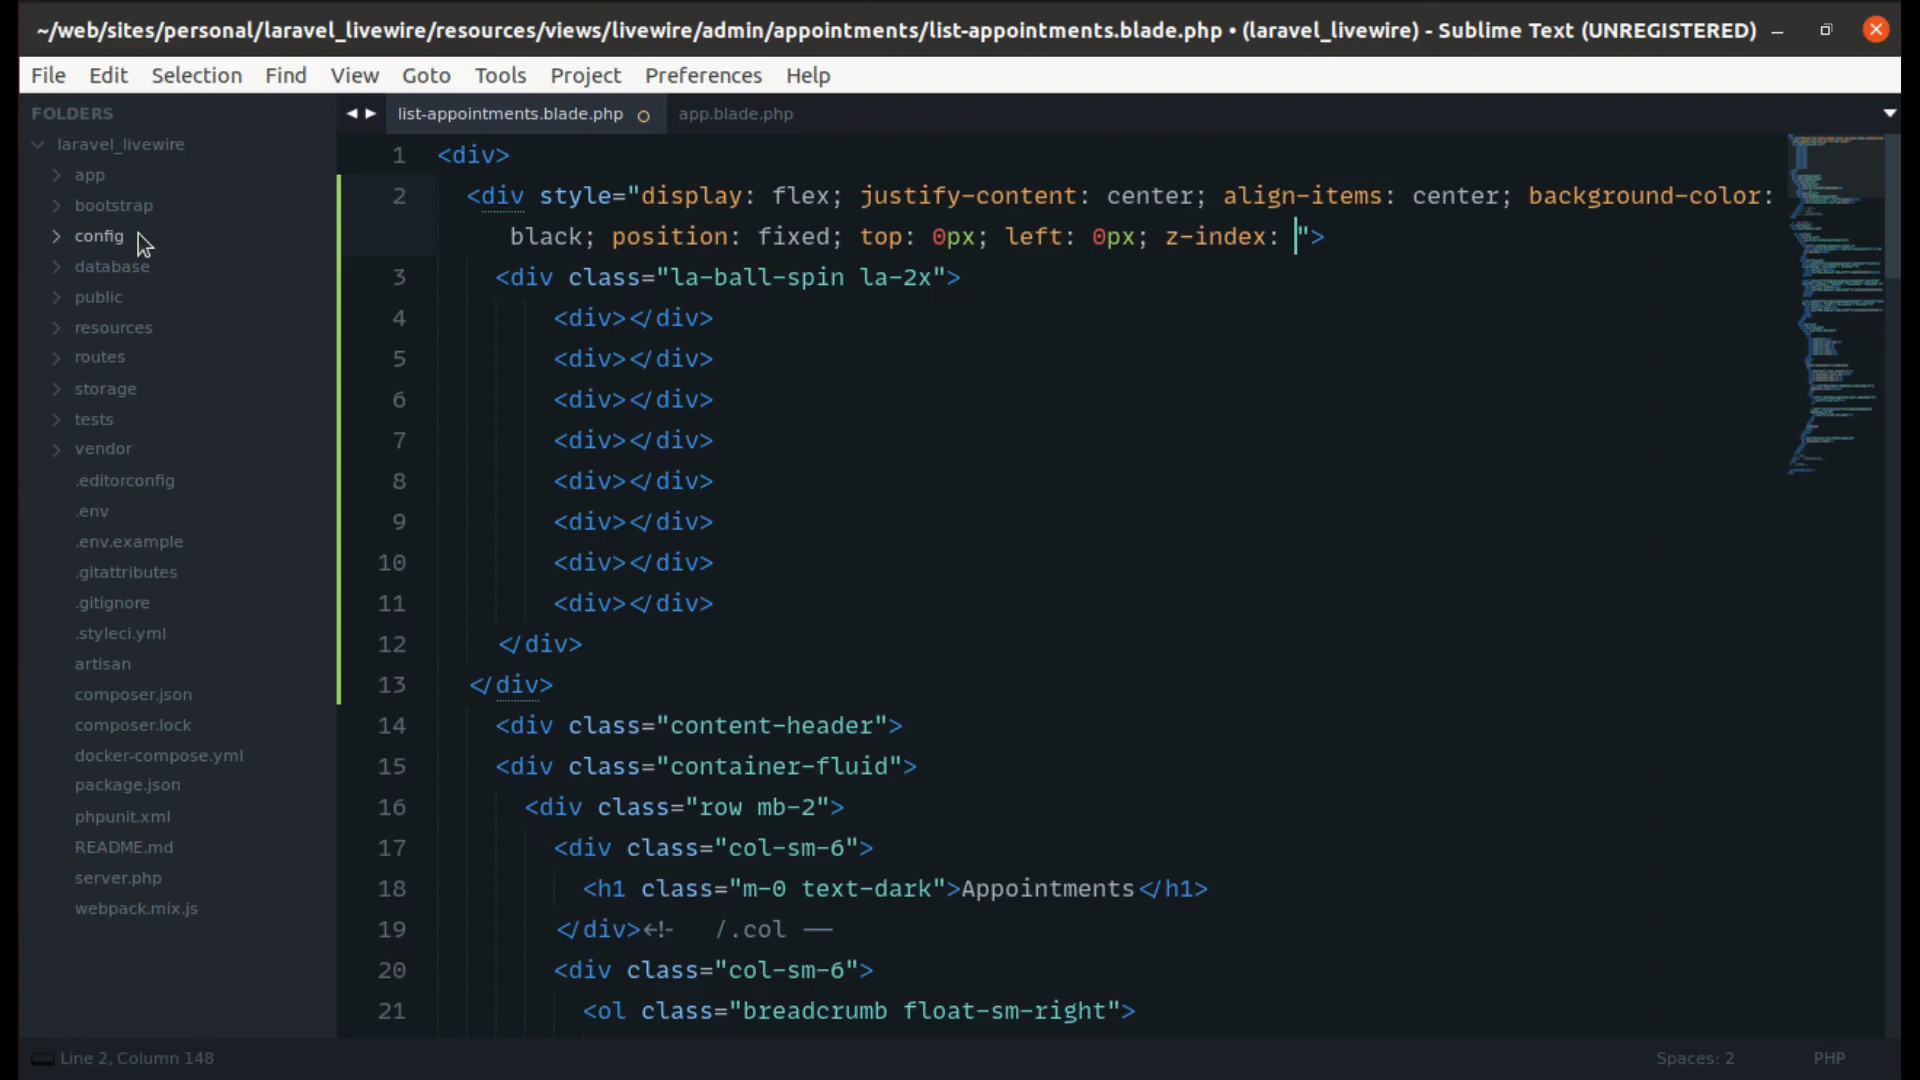 ~/web/sites/personal/laravel_livewire/resources/views/livewire/admin/appointments/list-appointments.blade.php • (laravel_livewire) - Sublime Text (UNREGISTERED)
File Edit Selection Find View Goto Tools Project Preferences Help
FOLDERS
laravel_livewire
app
bootstrap
config
database
public
resources
routes
storage
tests
vendor
.editorconfig
.env
.env.example
.gitattributes
.gitignore
.styleci.yml
artisan
composer.json
composer.lock
docker-compose.yml
package.json
phpunit.xml
README.md
server.php
webpack.mix.js
list-appointments.blade.php app.blade.php
1 <div>
2 <div style="display: flex; justify-content: center; align-items: center; background-color:
black; position: fixed; top: 0px; left: 0px; z-index: ">
3 <div class="la-ball-spin la-2x">
4 <div></div>
5 <div></div>
6 <div></div>
7 <div></div>
8 <div></div>
9 <div></div>
10 <div></div>
11 <div></div>
12 </div>
13 </div>
14 <div class="content-header">
15 <div class="container-fluid">
16 <div class="row mb-2">
17 <div class="col-sm-6">
18 <h1 class="m-0 text-dark">Appointments</h1>
19 </div><!— /.col —
20 <div class="col-sm-6">
21 <ol class="breadcrumb float-sm-right">
Line 2, Column 148 Spaces: 2 PHP